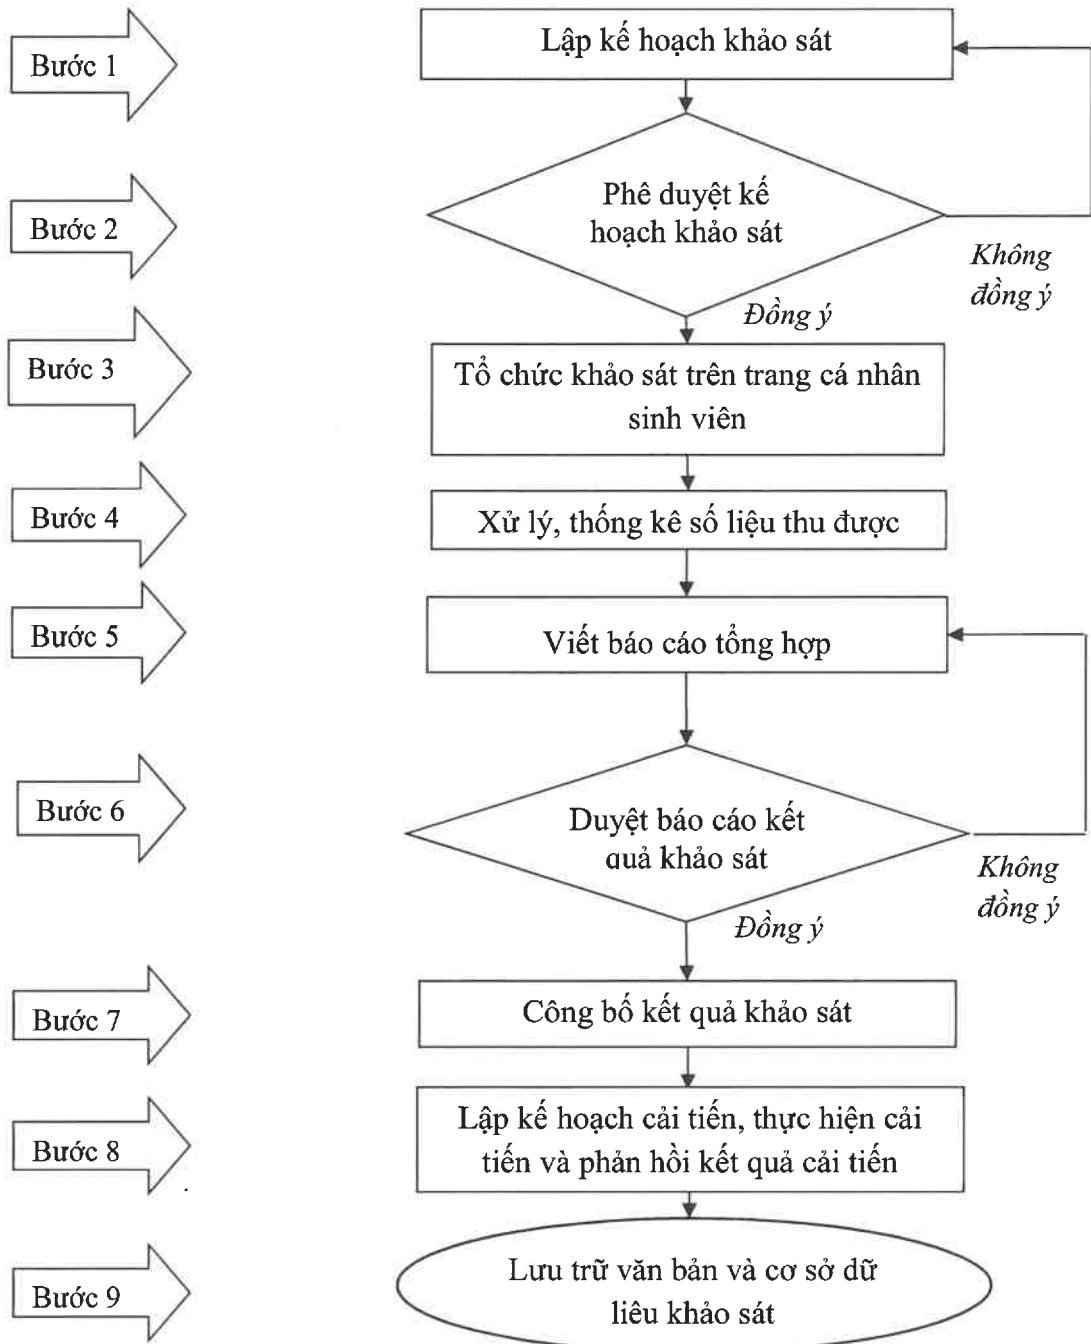 Bước 1
Lập kế hoạch khảo sát
Bước 2
Phê duyệt kế
hoạch khảo sát
Không
đồng ý
Đồng ý
Bước 3
Tổ chức khảo sát trên trang cá nhân
sinh viên
Bước 4
Xử lý, thống kê số liệu thu được
Bước 5
Viết báo cáo tổng hợp
Bước 6
Duyệt báo cáo kết
quả khảo sát
Không
đồng ý
Đồng ý
Bước 7
Công bố kết quả khảo sát
Bước 8
Lập kế hoạch cải tiến, thực hiện cải
tiến và phản hồi kết quả cải tiến
Bước 9
Lưu trữ văn bản và cơ sở dữ
liêu khảo sát